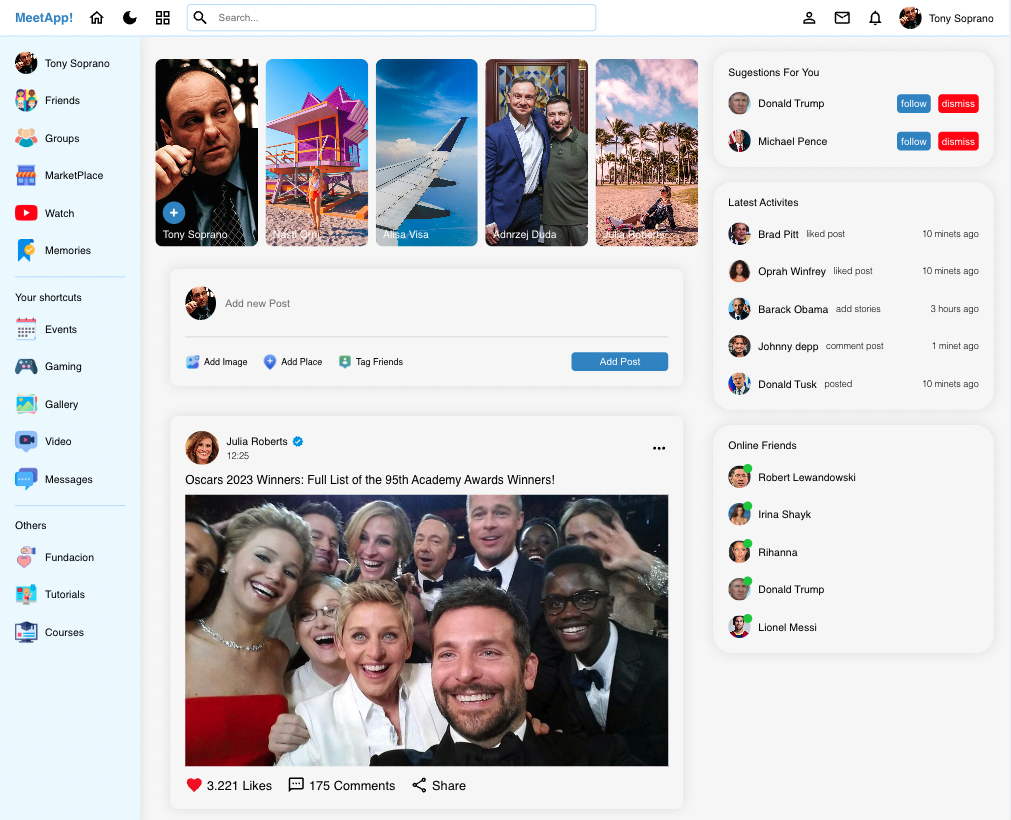 MeetApp!
Search...
Tony Soprano
Tony Soprano
Friends
Groups
MarketPlace
Watch
Memories
Your shortcuts
Events
Gaming
Gallery
Video
Messages
Others
Fundacion
Tutorials
Courses
Tony Soprano
Alisa Visa
Adnrzej Duda
Julia Roberts
Add new Post
Add Image
Add Place
Tag Friends
Add Post
Julia Roberts
12:25
Oscars 2023 Winners: Full List of the 95th Academy Awards Winners!
3.221 Likes
175 Comments
Share
Sugestions For You
Donald Trump follow dismiss
Michael Pence follow dismiss
Latest Activites
Brad Pitt liked post 10 minets ago
Oprah Winfrey liked post 10 minets ago
Barack Obama add stories 3 hours ago
Johnny depp comment post 1 minet ago
Donald Tusk posted 10 minets ago
Online Friends
Robert Lewandowski
Irina Shayk
Rihanna
Donald Trump
Lionel Messi